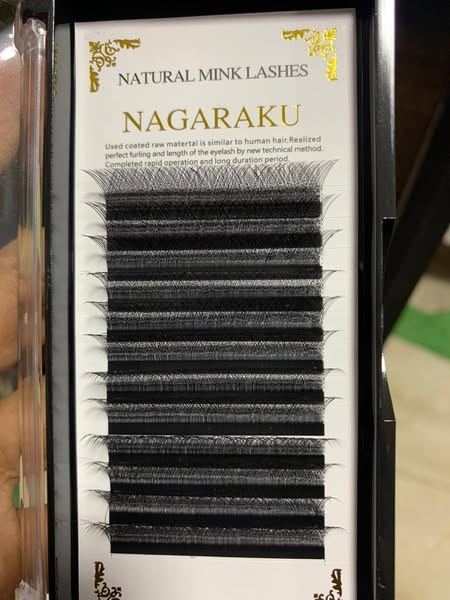 NATURAL MINK LASHES
NAGARAKU
Used coated raw matertal is similar to human hair.Realized
perfect furling and length of the eyelash by new technical method.
Completed rapid operation and long duration period.